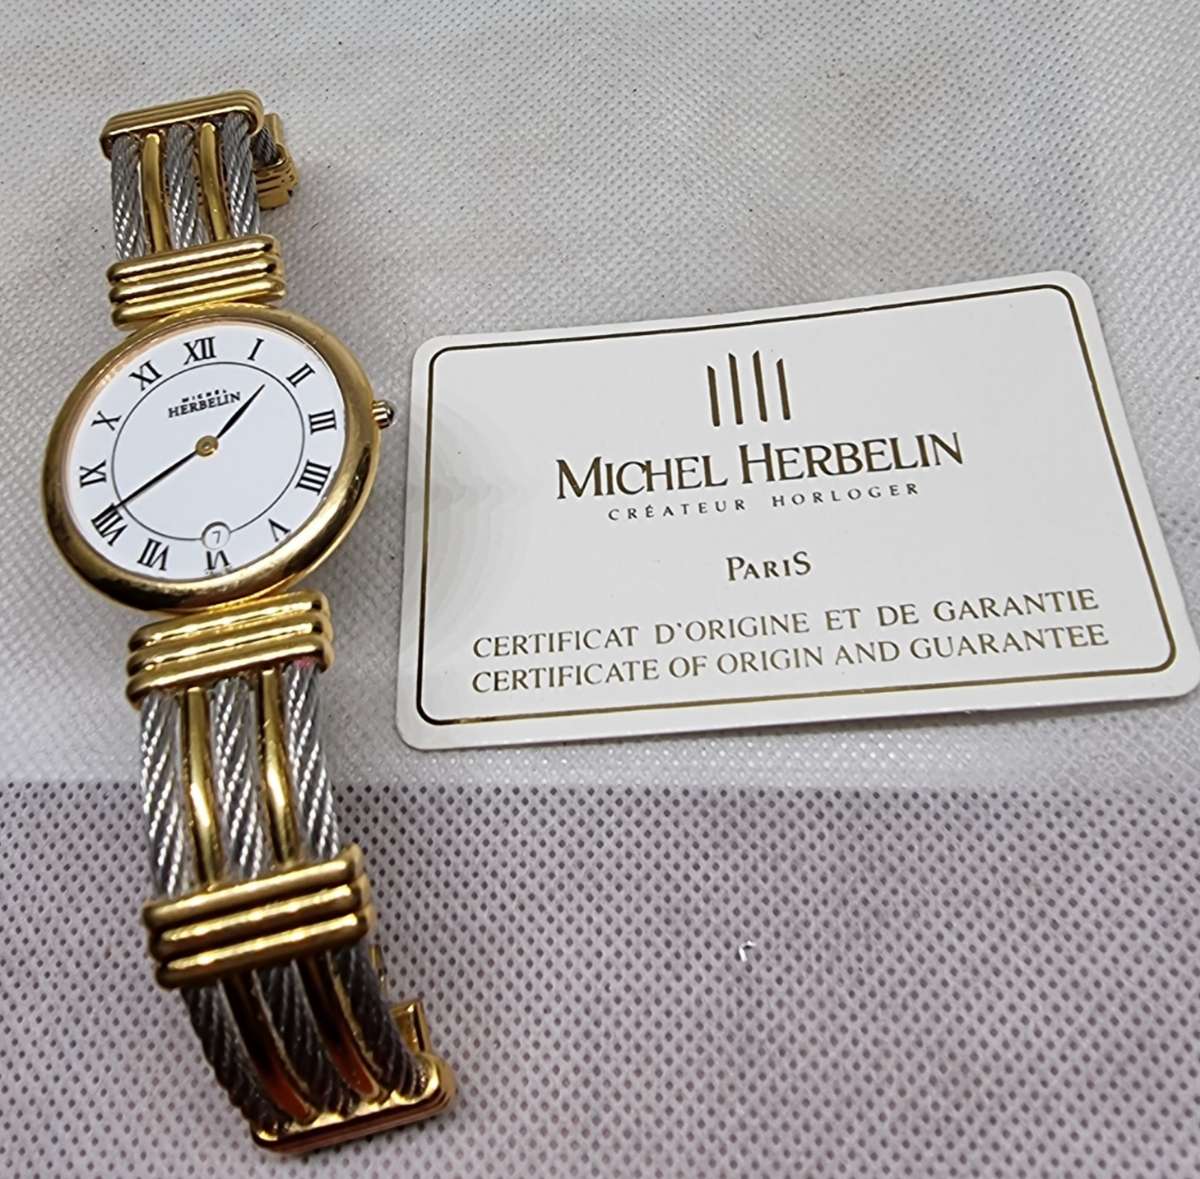 XII
I
II
III
IIII
V
VI
VII
VIII
IX
X
XI
MICHEL
HERBELIN
7
MICHEL HERBELIN
CRÉATEUR HORLOGER
PARIS
CERTIFICAT D'ORIGINE ET DE GARANTIE
CERTIFICATE OF ORIGIN AND GUARANTEE